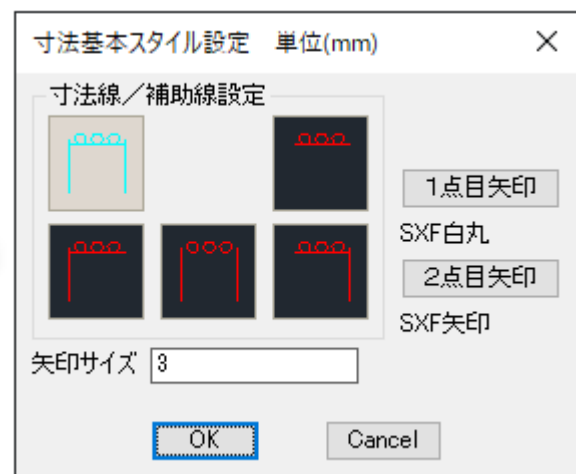 寸法基本スタイル設定　単位(mm)
寸法線／補助線設定
1点目矢印
SXF白丸
2点目矢印
SXF矢印
矢印サイズ 3
OK Cancel